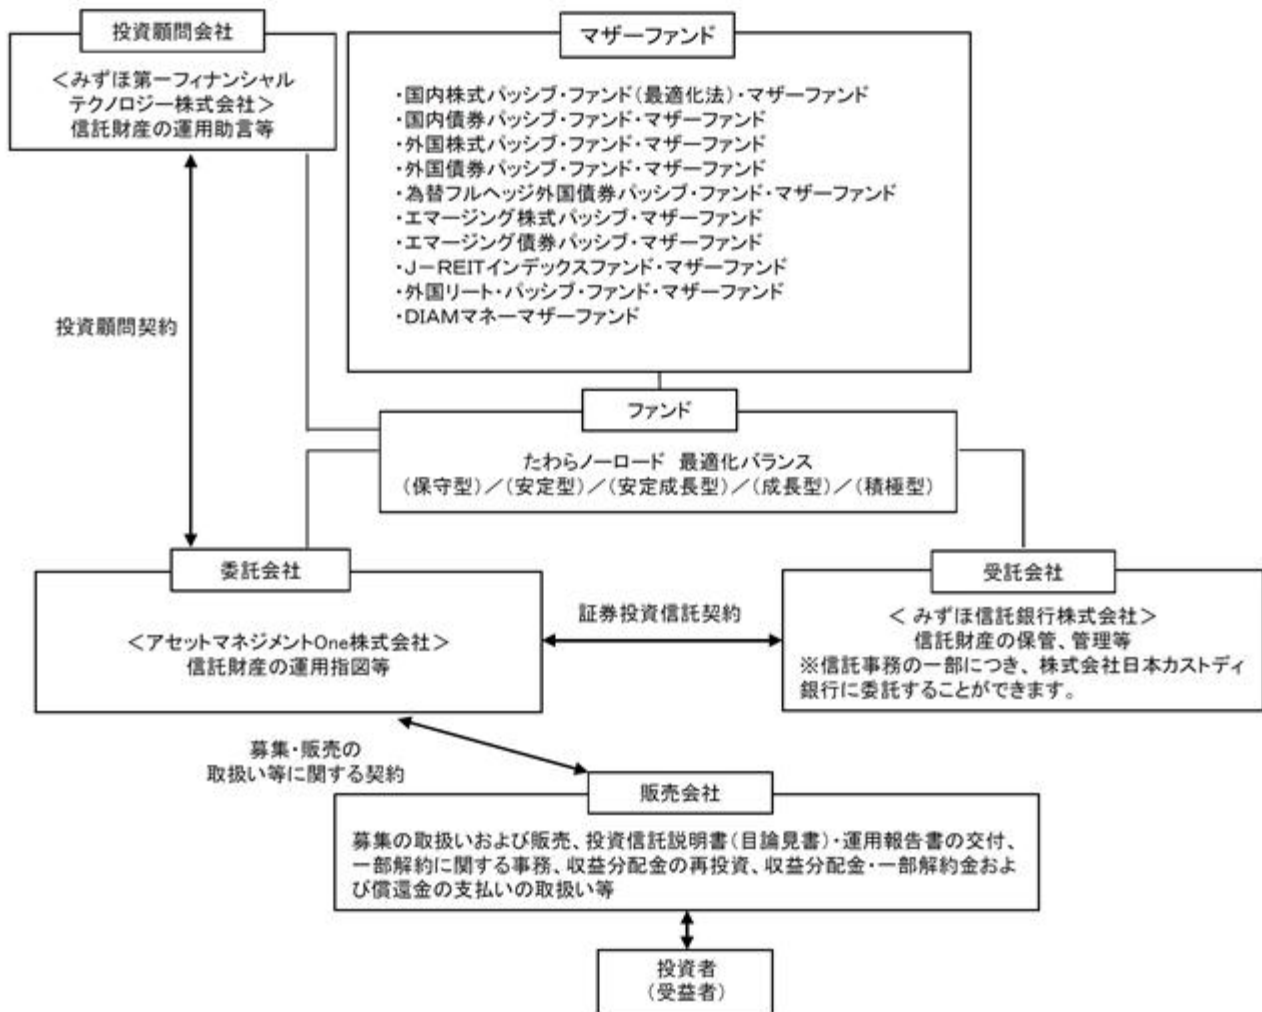 投資顧問会社
＜みずほ第一フィナンシャル
テクノロジー株式会社＞
信託財産の運用助言等
マザーファンド
・国内株式パッシブ・ファンド（最適化法）・マザーファンド
・国内債券パッシブ・ファンド・マザーファンド
・外国株式パッシブ・ファンド・マザーファンド
・外国債券パッシブ・ファンド・マザーファンド
・為替フルヘッジ外国債券パッシブ・ファンド・マザーファンド
・エマージング株式パッシブ・マザーファンド
・エマージング債券パッシブ・マザーファンド
・J－REITインデックスファンド・マザーファンド
・外国リート・パッシブ・ファンド・マザーファンド
・DIAMマネーマザーファンド
投資顧問契約
ファンド
たわらノーロード　最適化バランス
（保守型）／（安定型）／（安定成長型）／（成長型）／（積極型）
委託会社
＜アセットマネジメントOne株式会社＞
信託財産の運用指図等
証券投資信託契約
受託会社
＜ みずほ信託銀行株式会社＞
信託財産の保管、管理等
※信託事務の一部につき、株式会社日本カストディ
銀行に委託することができます。
募集・販売の
取扱い等に関する契約
販売会社
募集の取扱いおよび販売、投資信託説明書（目論見書）・運用報告書の交付、
一部解約に関する事務、収益分配金の再投資、収益分配金・一部解約金およ
び償還金の支払いの取扱い等
投資者
（受益者）